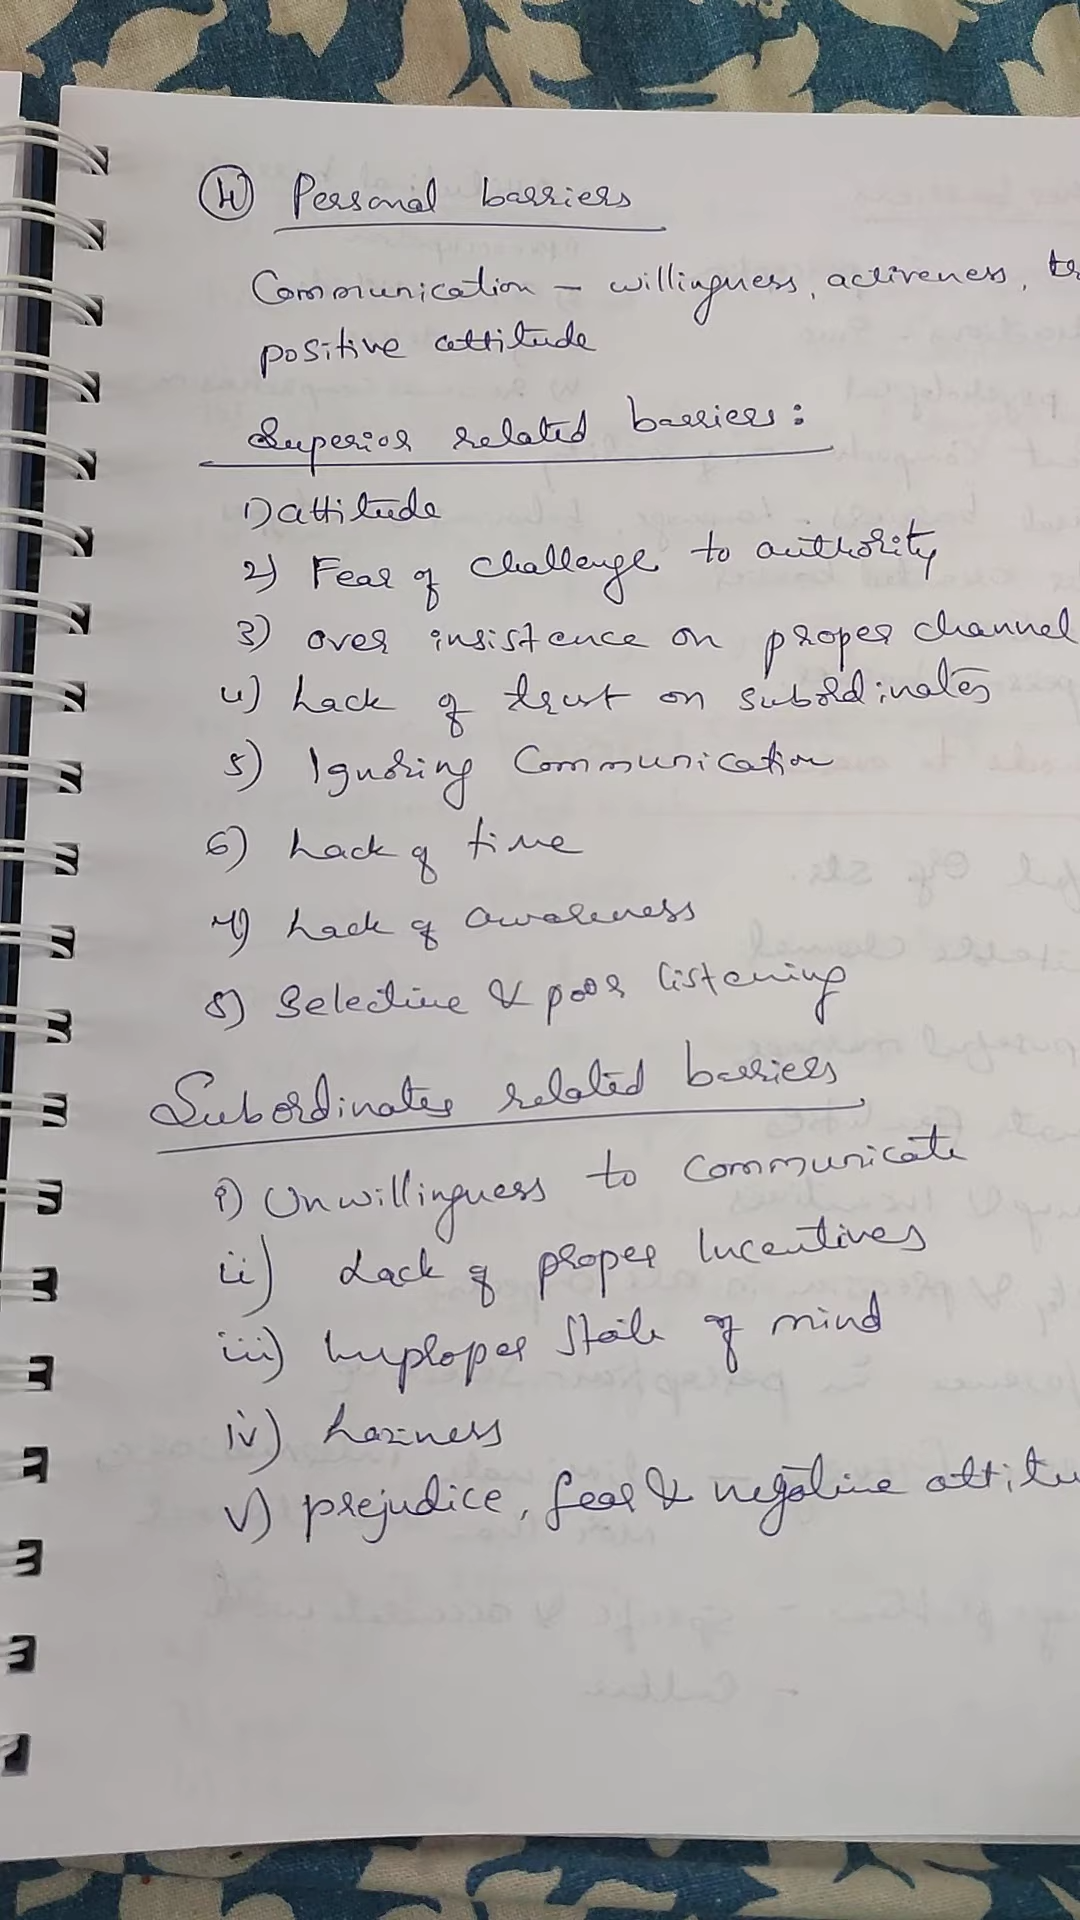 ④ Personal barriers
Communication – willingness, activeness, tr
positive attitude
Superior related barriers:
1) attitude
2) Fear of challenge to authority
3) over insistence on proper channel
4) Lack of trust on subordinates
5) Ignoring Communication
6) Lack of time
7) Lack of awareness
8) Selective & poor listening
Subordinates related barriers
i) Unwillingness to communicate
ii) Lack of proper Incentives
iii) Improper State of mind
iv) Laziness
v) prejudice, fear & negative attitu